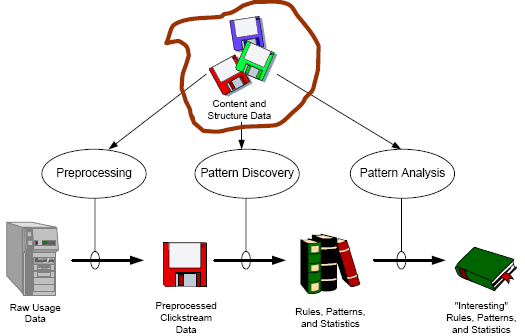 Content and
Structure Data
Preprocessing
Pattern Discovery
Pattern Analysis
Raw Usage
Data
Preprocessed
Clickstream
Data
Rules, Patterns,
and Statistics
"Interesting"
Rules, Patterns,
and Statistics